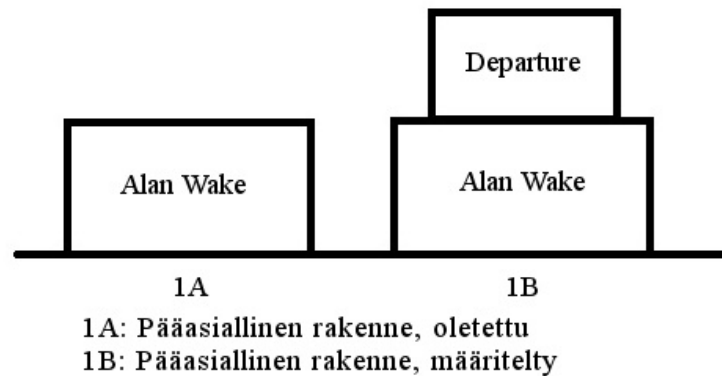 Departure
Alan Wake
Alan Wake
1A
1B
1A: Pääasiallinen rakenne, oletettu
1B: Pääasiallinen rakenne, määritelty